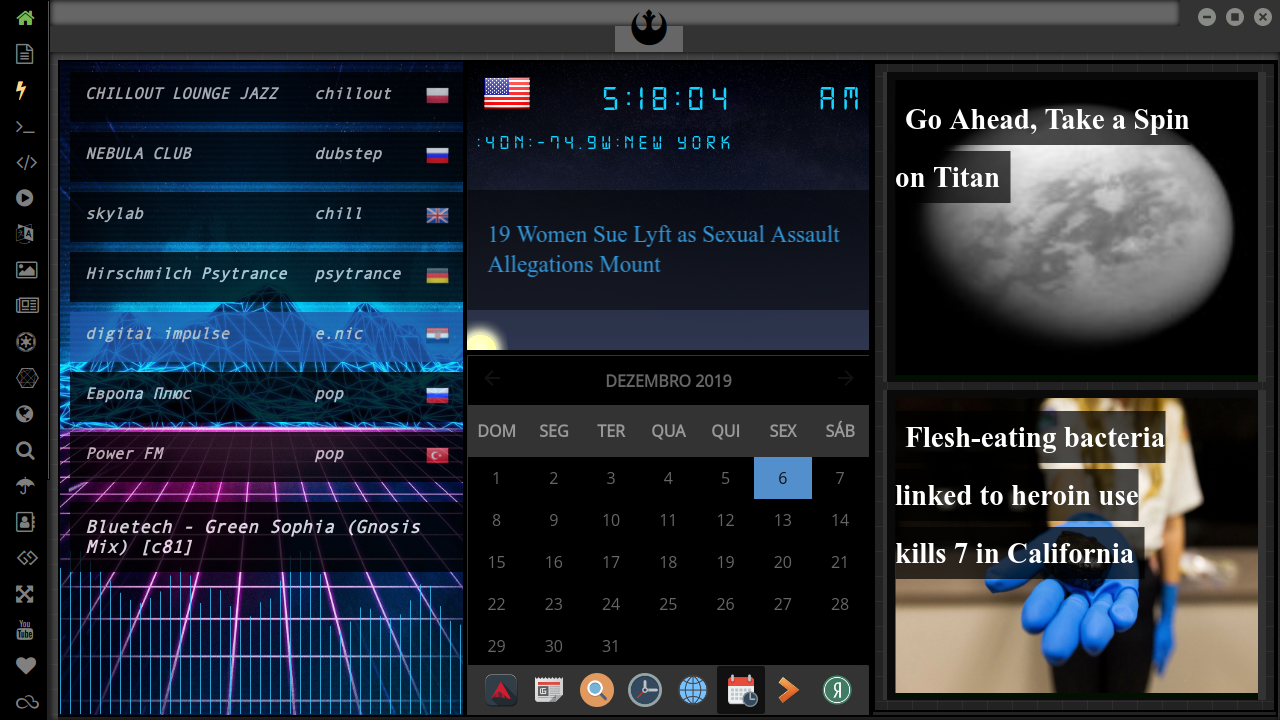 CHILLOUT LOUNGE JAZZ chillout
NEBULA CLUB dubstep
skylab chill
Hirschmilch Psytrance psytrance
digital impulse e.nic
Европа Плюс pop
Power FM pop
Bluetech - Green Sophia (Gnosis
Mix) [c81]
5:18:04 AM
:40N:-74.9W:NEW YORK
19 Women Sue Lyft as Sexual Assault
Allegations Mount
DEZEMBRO 2019
DOM SEG TER QUA QUI SEX SÁB
1 2 3 4 5 6 7
8 9 10 11 12 13 14
15 16 17 18 19 20 21
22 23 24 25 26 27 28
29 30 31
Go Ahead, Take a Spin
on Titan
Flesh-eating bacteria
linked to heroin use
kills 7 in California
You
Tube
Я